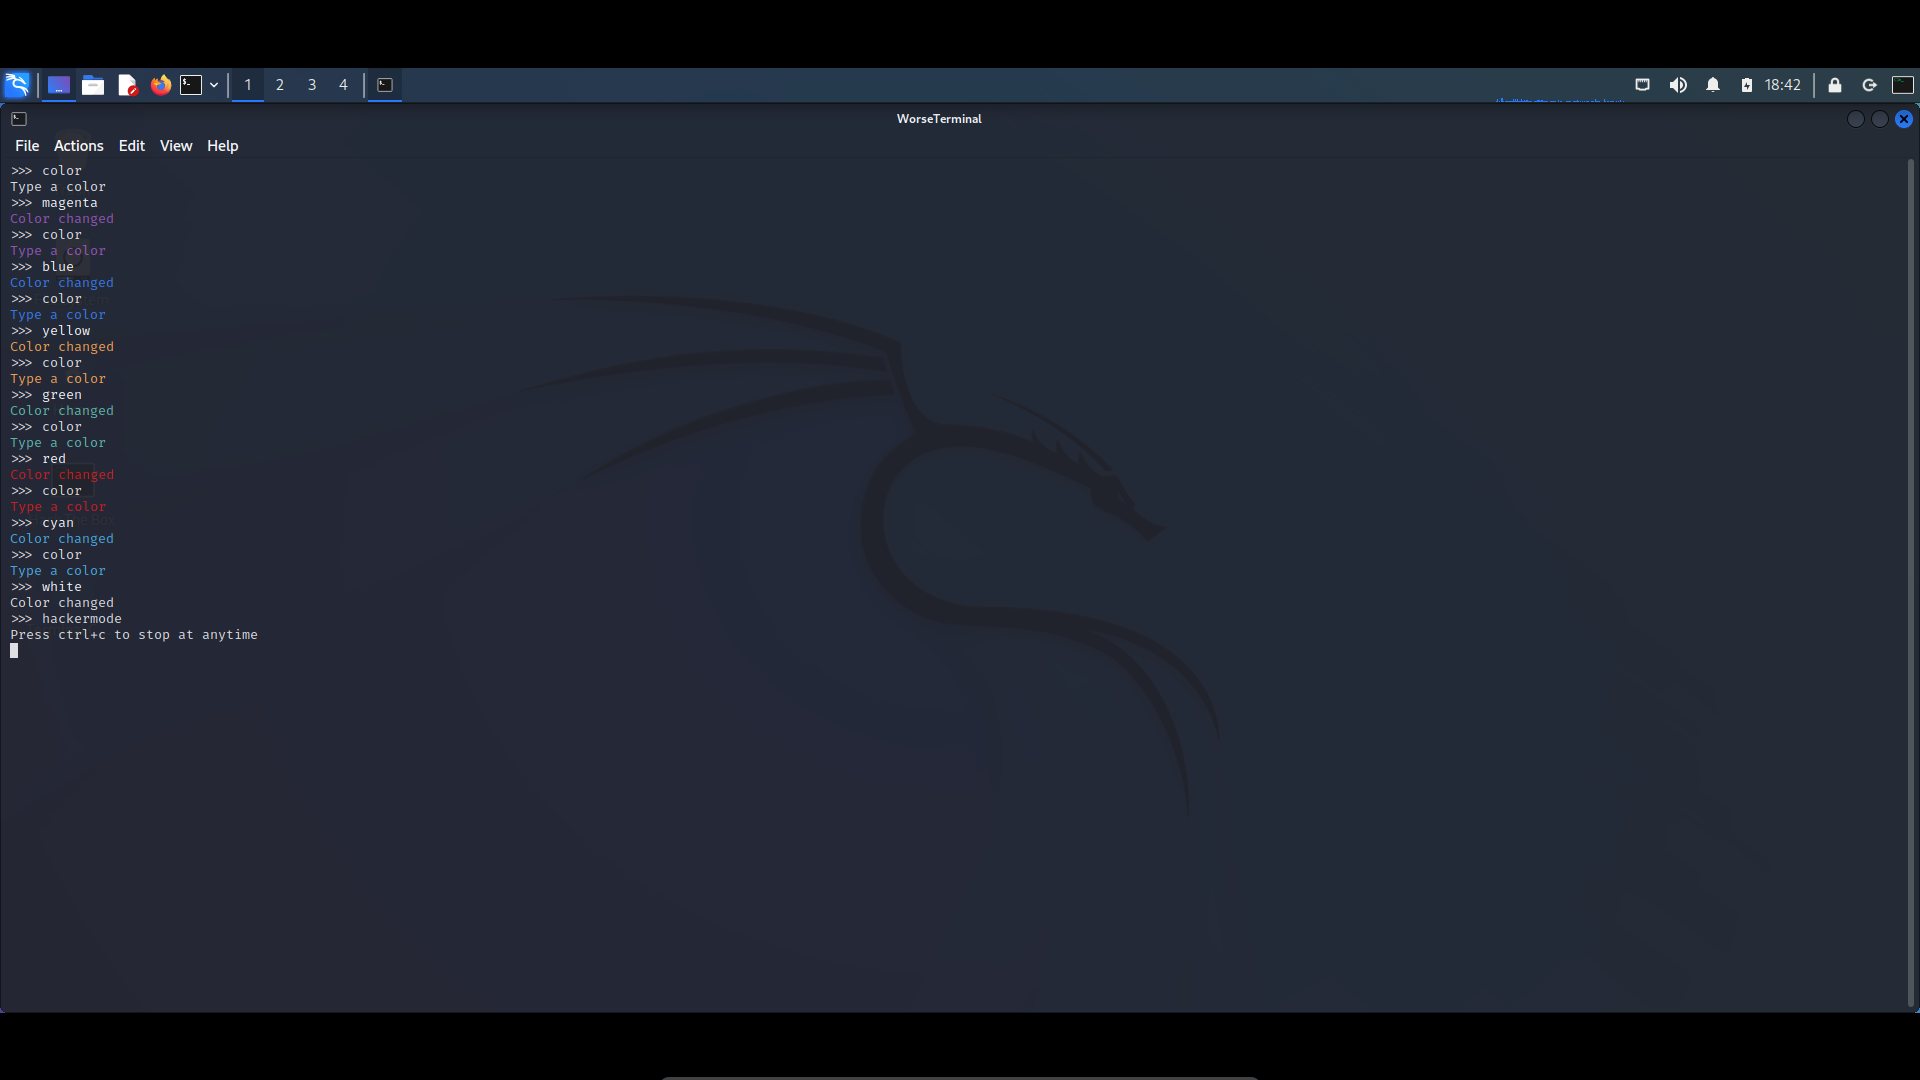 1 2 3 4
18:42
WorseTerminal
File Actions Edit View Help
>>> color
Type a color
>>> magenta
Color changed
>>> color
Type a color
>>> blue
Color changed
>>> color
Type a color
>>> yellow
Color changed
>>> color
Type a color
>>> green
Color changed
>>> color
Type a color
>>> red
Color changed
>>> color
Type a color
>>> cyan
Color changed
>>> color
Type a color
>>> white
Color changed
>>> hackermode
Press ctrl+c to stop at anytime